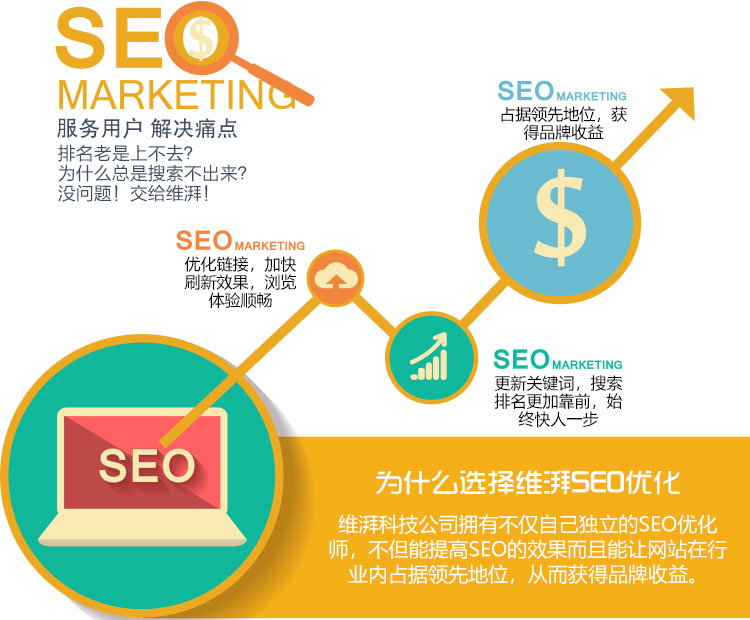 SEO
MARKETING
服务用户 解决痛点
排名老是上不去?
为什么总是搜索不出来?
没问题！交给维湃！
SEO MARKETING
占据领先地位，获
得品牌收益
$
SEO MARKETING
优化链接，加快
刷新效果，浏览
体验顺畅
SEO MARKETING
更新关键词，搜索
排名更加靠前，始
终快人一步
SEO
为什么选择维湃SEO优化
维湃科技公司拥有不仅自己独立的SEO优化
师，不但能提高SEO的效果而且能让网站在行
业内占据领先地位，从而获得品牌收益。